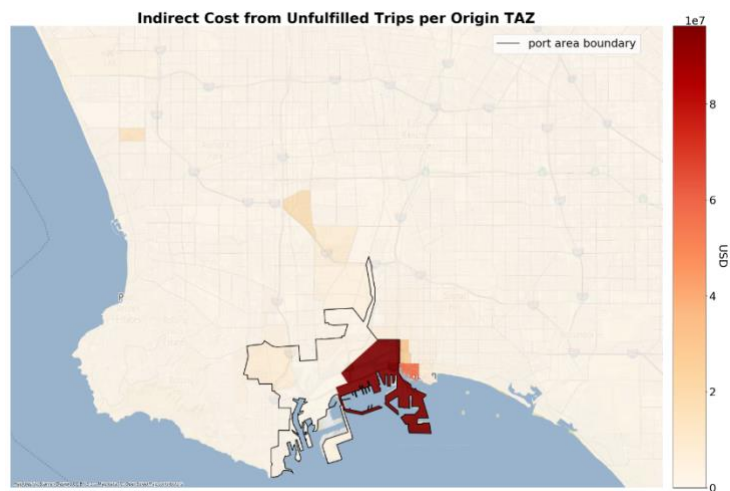 Indirect Cost from Unfulfilled Trips per Origin TAZ
port area boundary
1e7
8
6
4
2
0
USD